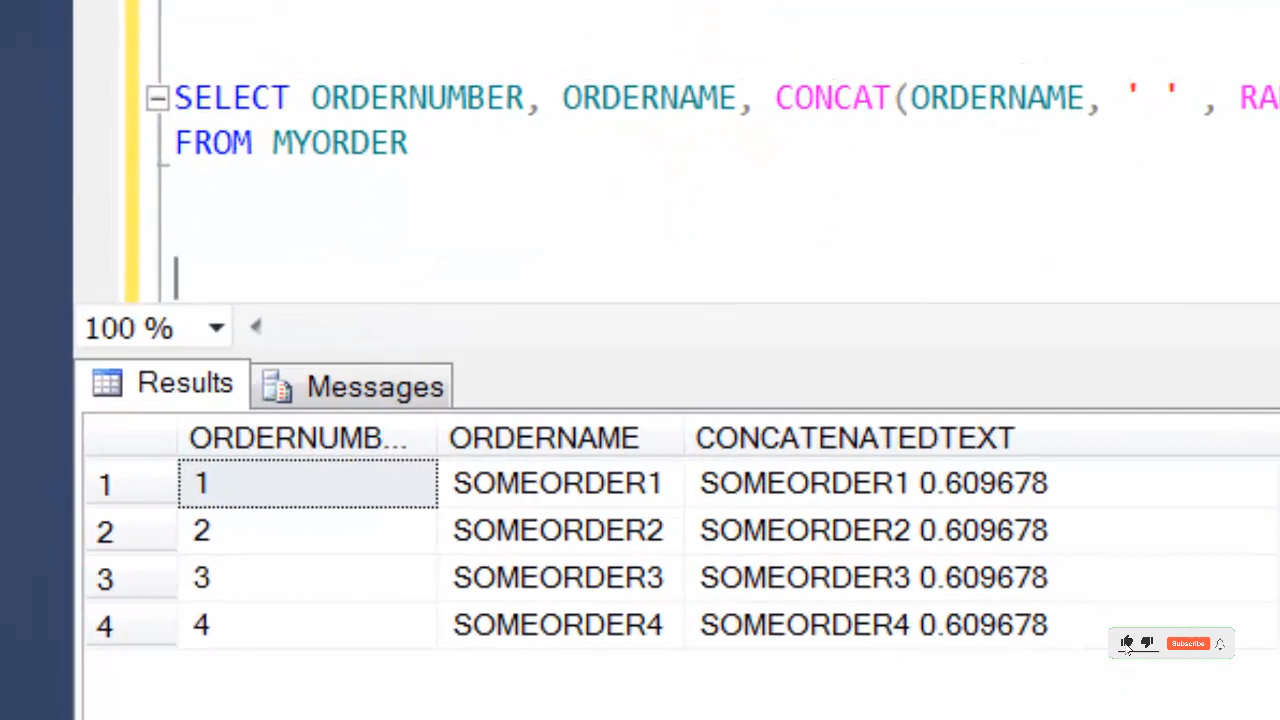 SELECT ORDERNUMBER, ORDERNAME, CONCAT(ORDERNAME, ' ' ,
FROM MYORDER
100 %
Results Messages
ORDERNUMB... ORDERNAME CONCATENATEDTEXT
1 1 SOMEORDER1 SOMEORDER1 0.609678
2 2 SOMEORDER2 SOMEORDER2 0.609678
3 3 SOMEORDER3 SOMEORDER3 0.609678
4 4 SOMEORDER4 SOMEORDER4 0.609678
Subscribe